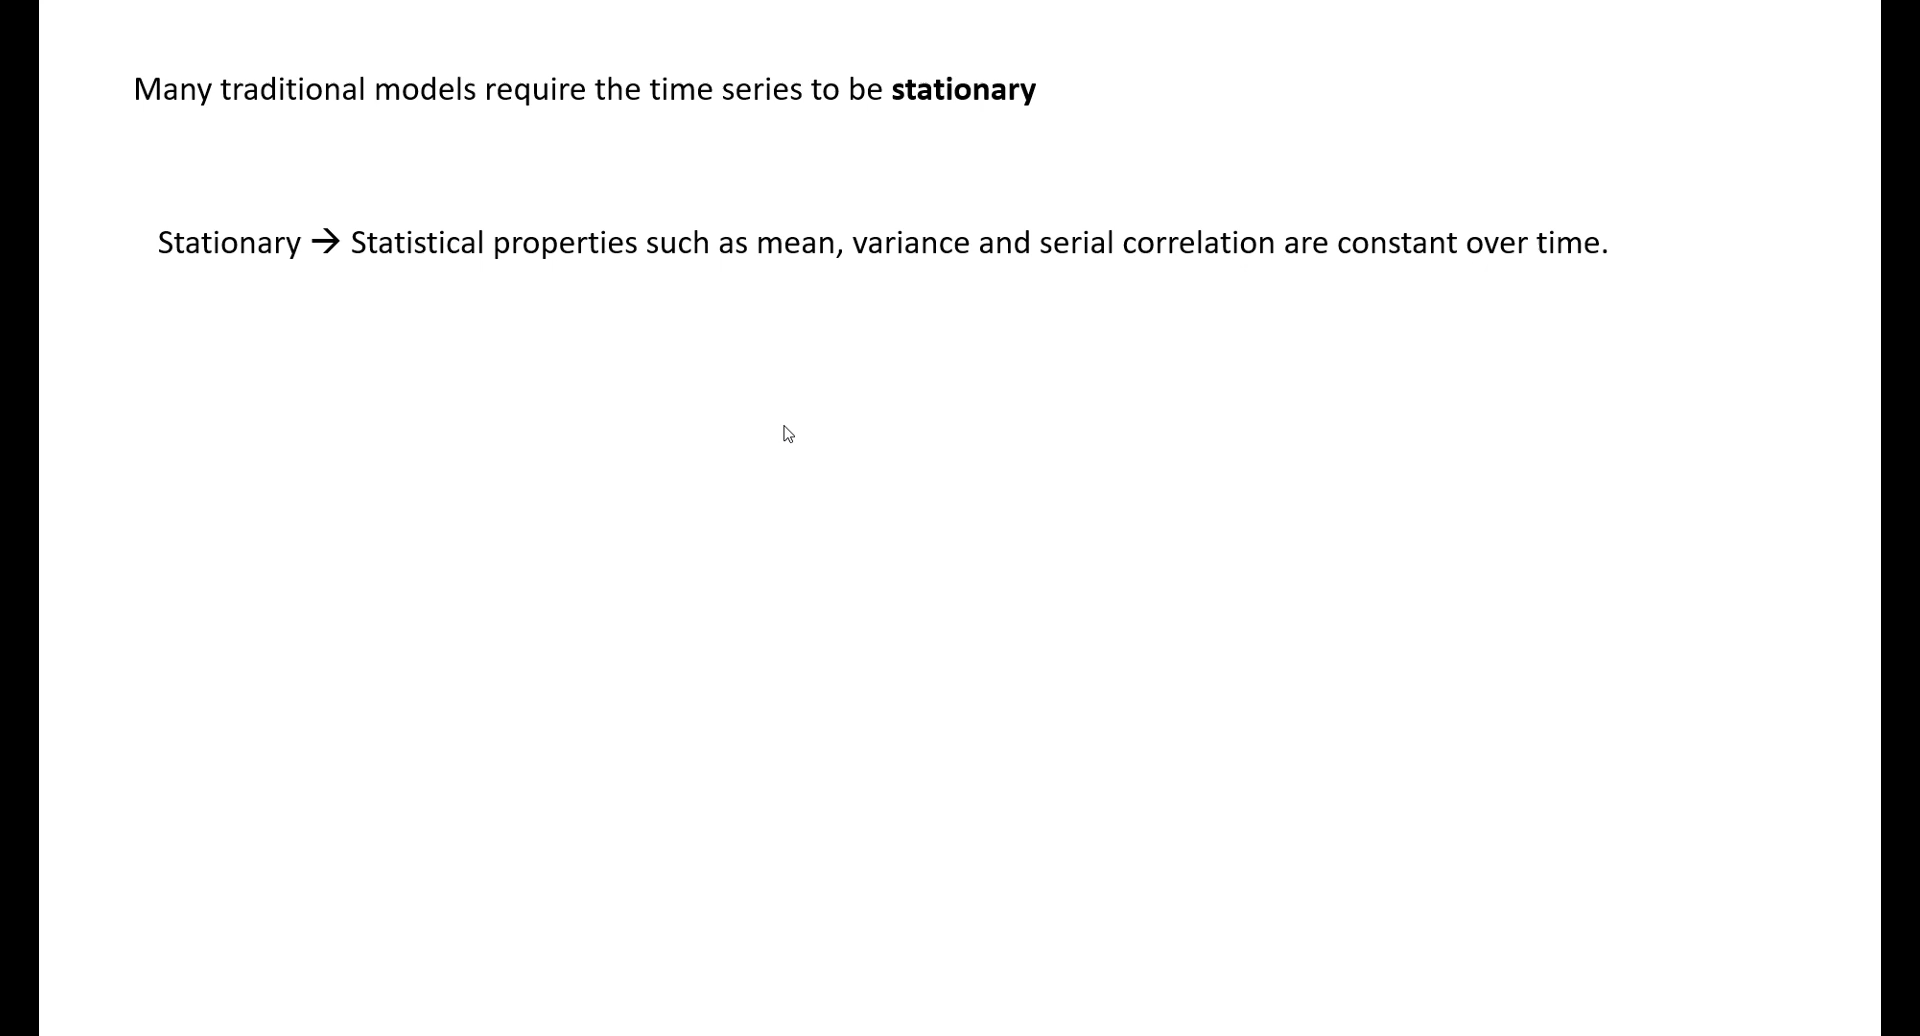 Many traditional models require the time series to be stationary
Stationary → Statistical properties such as mean, variance and serial correlation are constant over time.